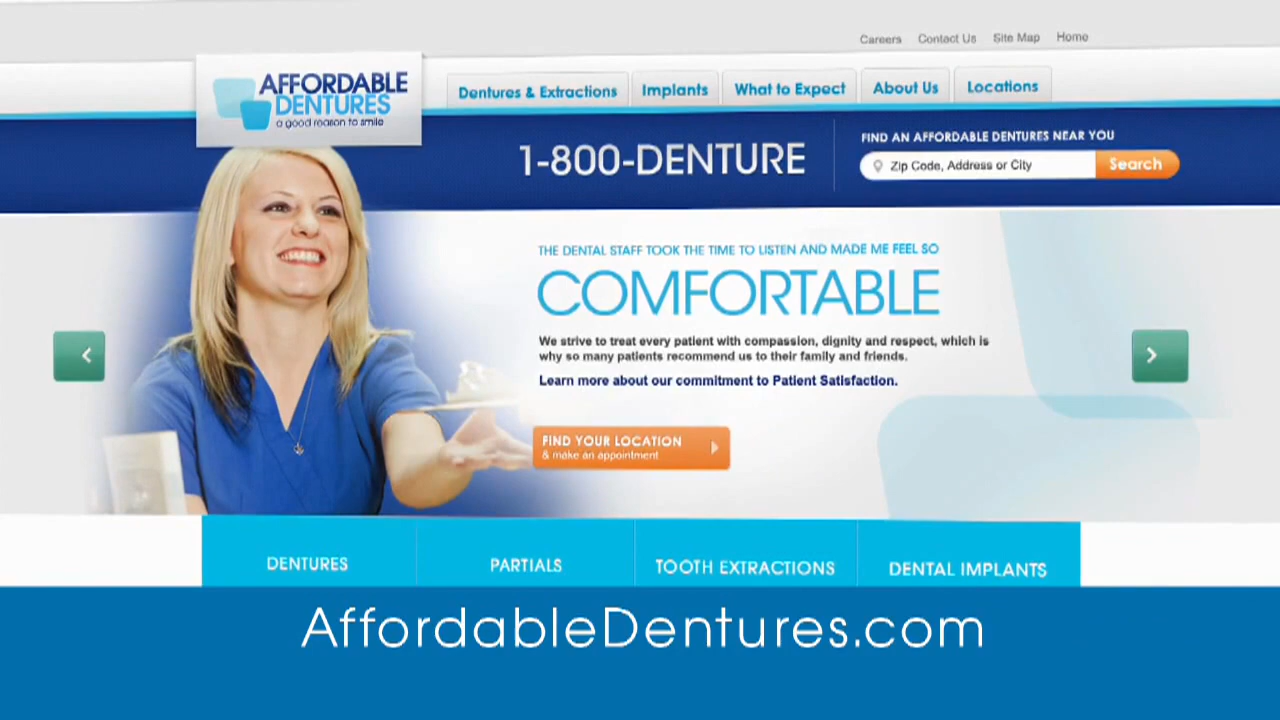 Careers Contact Us Site Map Home
AFFORDABLE
DENTURES
a good reason to smile
Dentures & Extractions Implants What to Expect About Us Locations
1-800-DENTURE
FIND AN AFFORDABLE DENTURES NEAR YOU
Zip Code, Address or City Search
THE DENTAL STAFF TOOK THE TIME TO LISTEN AND MADE ME FEEL SO
COMFORTABLE
We strive to treat every patient with compassion, dignity and respect, which is
why so many patients recommend us to their family and friends.
Learn more about our commitment to Patient Satisfaction.
FIND YOUR LOCATION
& make an appointment
DENTURES PARTIALS TOOTH EXTRACTIONS DENTAL IMPLANTS
AffordableDentures.com